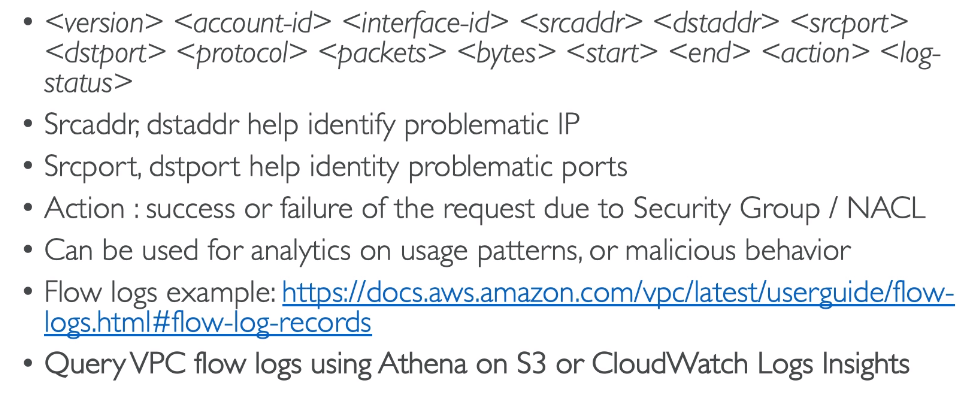 • <version> <account-id> <interface-id> <srcaddr> <dstaddr> <srcport>
<dstport> <protocol> <packets> <bytes> <start> <end> <action> <log-
status>
• Srcaddr, dstaddr help identify problematic IP
• Srcport, dstport help identity problematic ports
• Action : success or failure of the request due to Security Group / NACL
• Can be used for analytics on usage patterns, or malicious behavior
• Flow logs example: https://docs.aws.amazon.com/vpc/latest/userguide/flow-
logs.html#flow-log-records
• Query VPC flow logs using Athena on S3 or CloudWatch Logs Insights